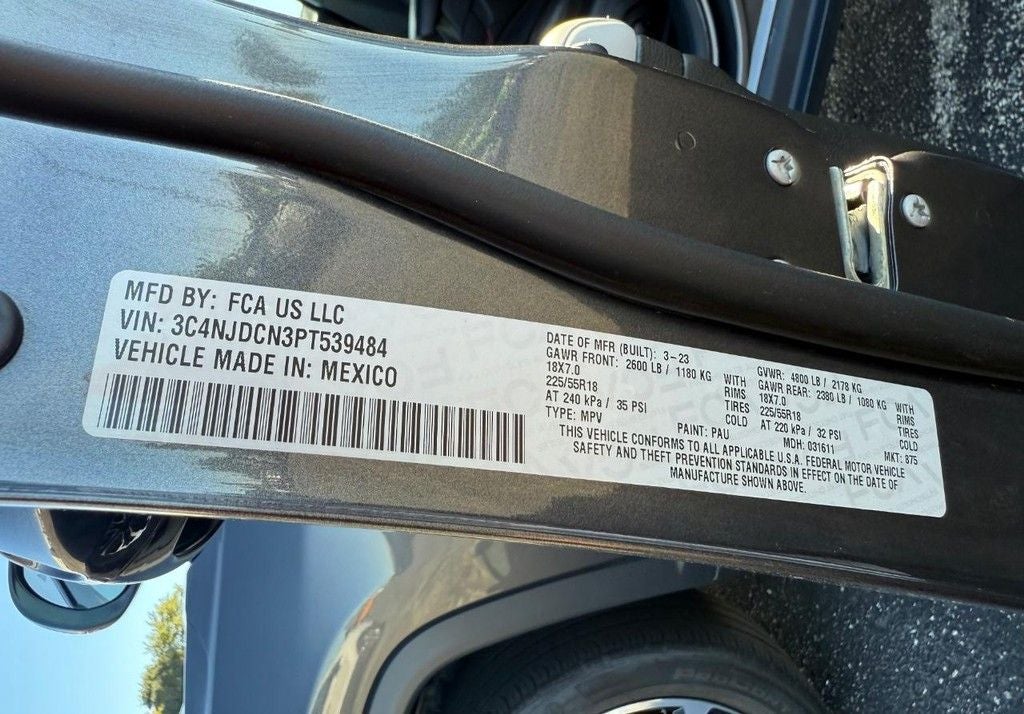 MFD BY: FCA US LLC
VIN: 3C4NJDCN3PT539484
VEHICLE MADE IN: MEXICO
DATE OF MFR (BUILT): 3-23
GAWR FRONT: 2600 LB / 1180 KG WITH
18X7.0 RIMS
225/55R18 TIRES
AT 240 kPa / 35 PSI COLD
TYPE: MPV
GVWR: 4800 LB / 2178 KG
GAWR REAR: 2380 LB / 1080 KG WITH
18X7.0 RIMS
225/55R18 TIRES
AT 220 kPa / 32 PSI COLD
PAINT: PAU MDH: 031611 MKT: 875
THIS VEHICLE CONFORMS TO ALL APPLICABLE U.S.A. FEDERAL MOTOR VEHICLE
SAFETY AND THEFT PREVENTION STANDARDS IN EFFECT ON THE DATE OF
MANUFACTURE SHOWN ABOVE.